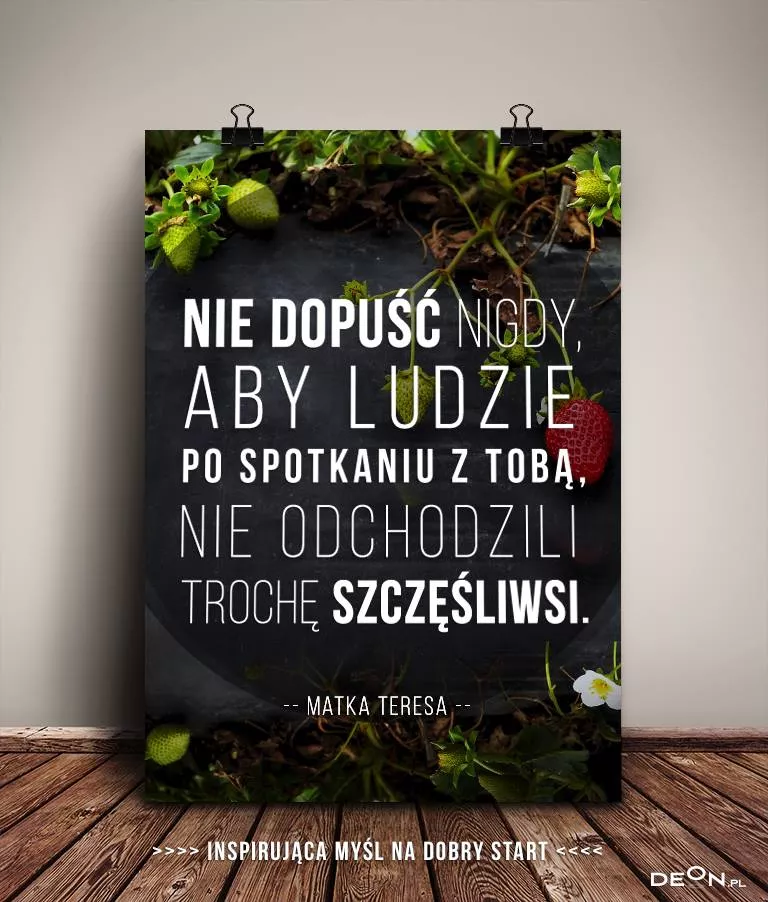 NIE DOPUŚĆ NIGDY,
ABY LUDZIE
PO SPOTKANIU Z TOBĄ,
NIE ODCHODZILI
TROCHĘ SZCZĘŚLIWSI.
-- MATKA TERESA --
>>>> INSPIRUJĄCA MYŚL NA DOBRY START <<<<
DEON.PL